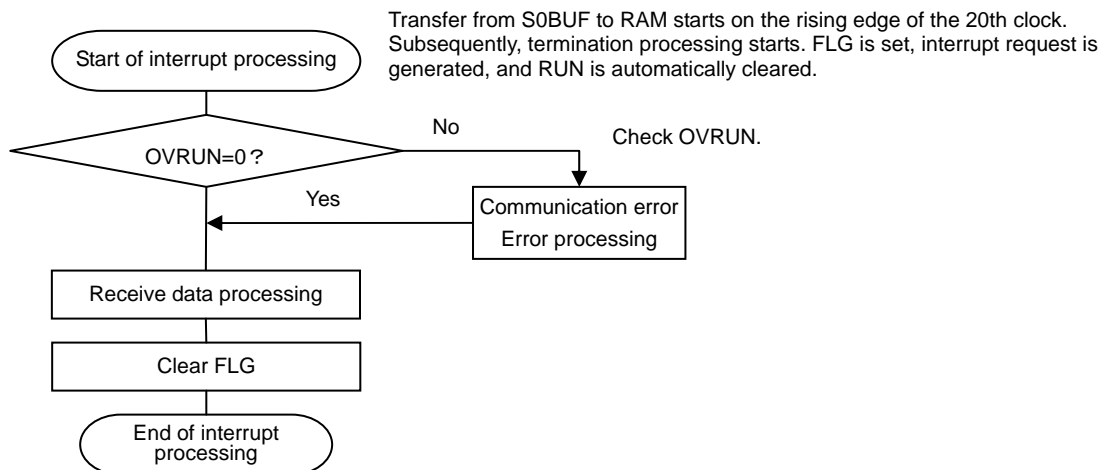 Transfer from S0BUF to RAM starts on the rising edge of the 20th clock.
Subsequently, termination processing starts. FLG is set, interrupt request is
generated, and RUN is automatically cleared.
Start of interrupt processing
No
Check OVRUN.
OVRUN=0？
Yes
Communication error
Error processing
Receive data processing
Clear FLG
End of interrupt
processing